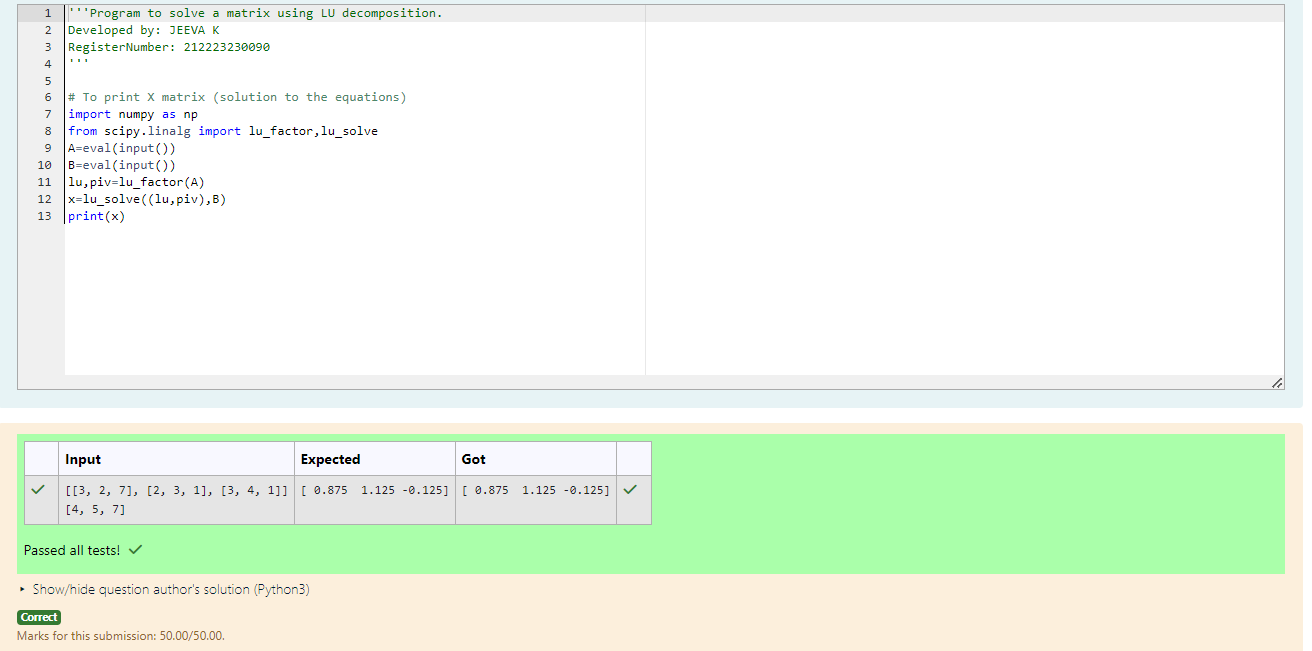 1 '''Program to solve a matrix using LU decomposition.
2 Developed by: JEEVA K
3 RegisterNumber: 212223230090
4 '''
5
6 # To print X matrix (solution to the equations)
7 import numpy as np
8 from scipy.linalg import lu_factor,lu_solve
9 A=eval(input())
10 B=eval(input())
11 lu,piv=lu_factor(A)
12 x=lu_solve((lu,piv),B)
13 print(x)
Input Expected Got
[[3, 2, 7], [2, 3, 1], [3, 4, 1]] [ 0.875  1.125 -0.125] [ 0.875  1.125 -0.125]
[4, 5, 7]
Passed all tests!
Show/hide question author's solution (Python3)
Correct
Marks for this submission: 50.00/50.00.